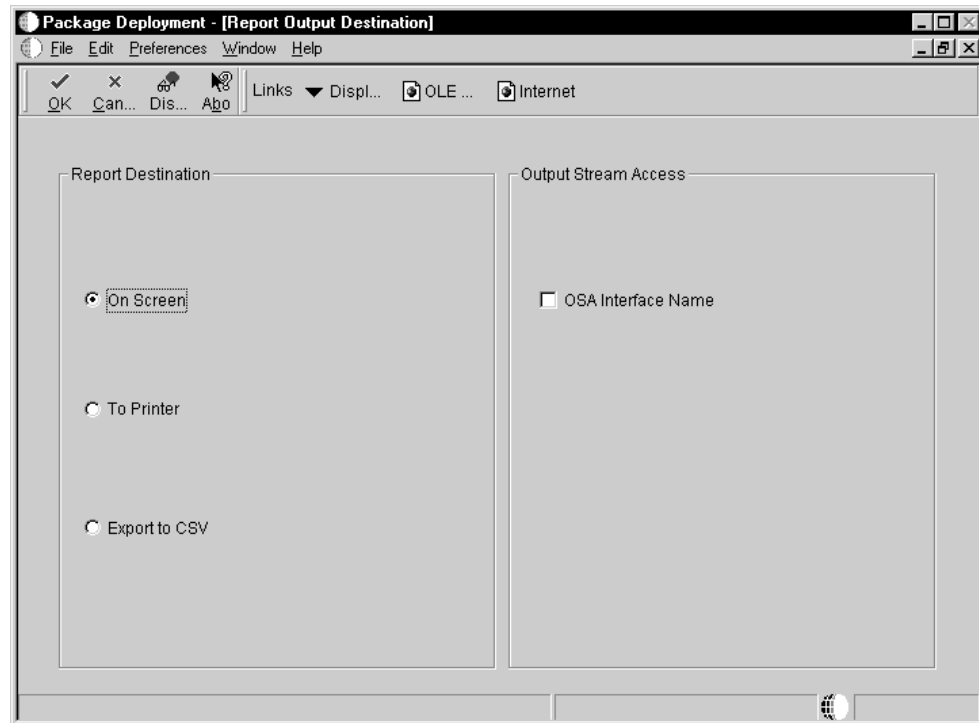 Package Deployment - [Report Output Destination]
File Edit Preferences Window Help
OK Can... Dis... Abo Links Displ... OLE ... Internet
Report Destination
Output Stream Access
On Screen
OSA Interface Name
To Printer
Export to CSV